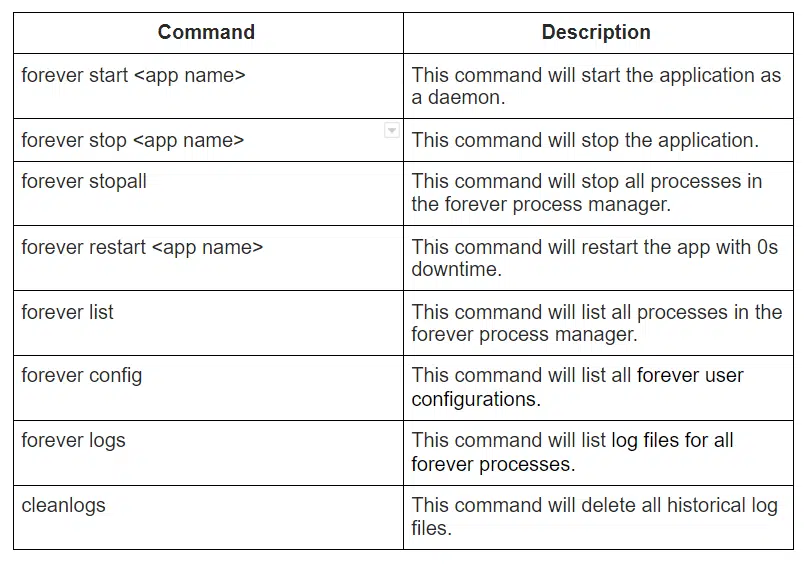 Command
Description
forever start <app name>
This command will start the application as
a daemon.
forever stop <app name>
This command will stop the application.
forever stopall
This command will stop all processes in
the forever process manager.
forever restart <app name>
This command will restart the app with 0s
downtime.
forever list
This command will list all processes in the
forever process manager.
forever config
This command will list all forever user
configurations.
forever logs
This command will list log files for all
forever processes.
cleanlogs
This command will delete all historical log
files.